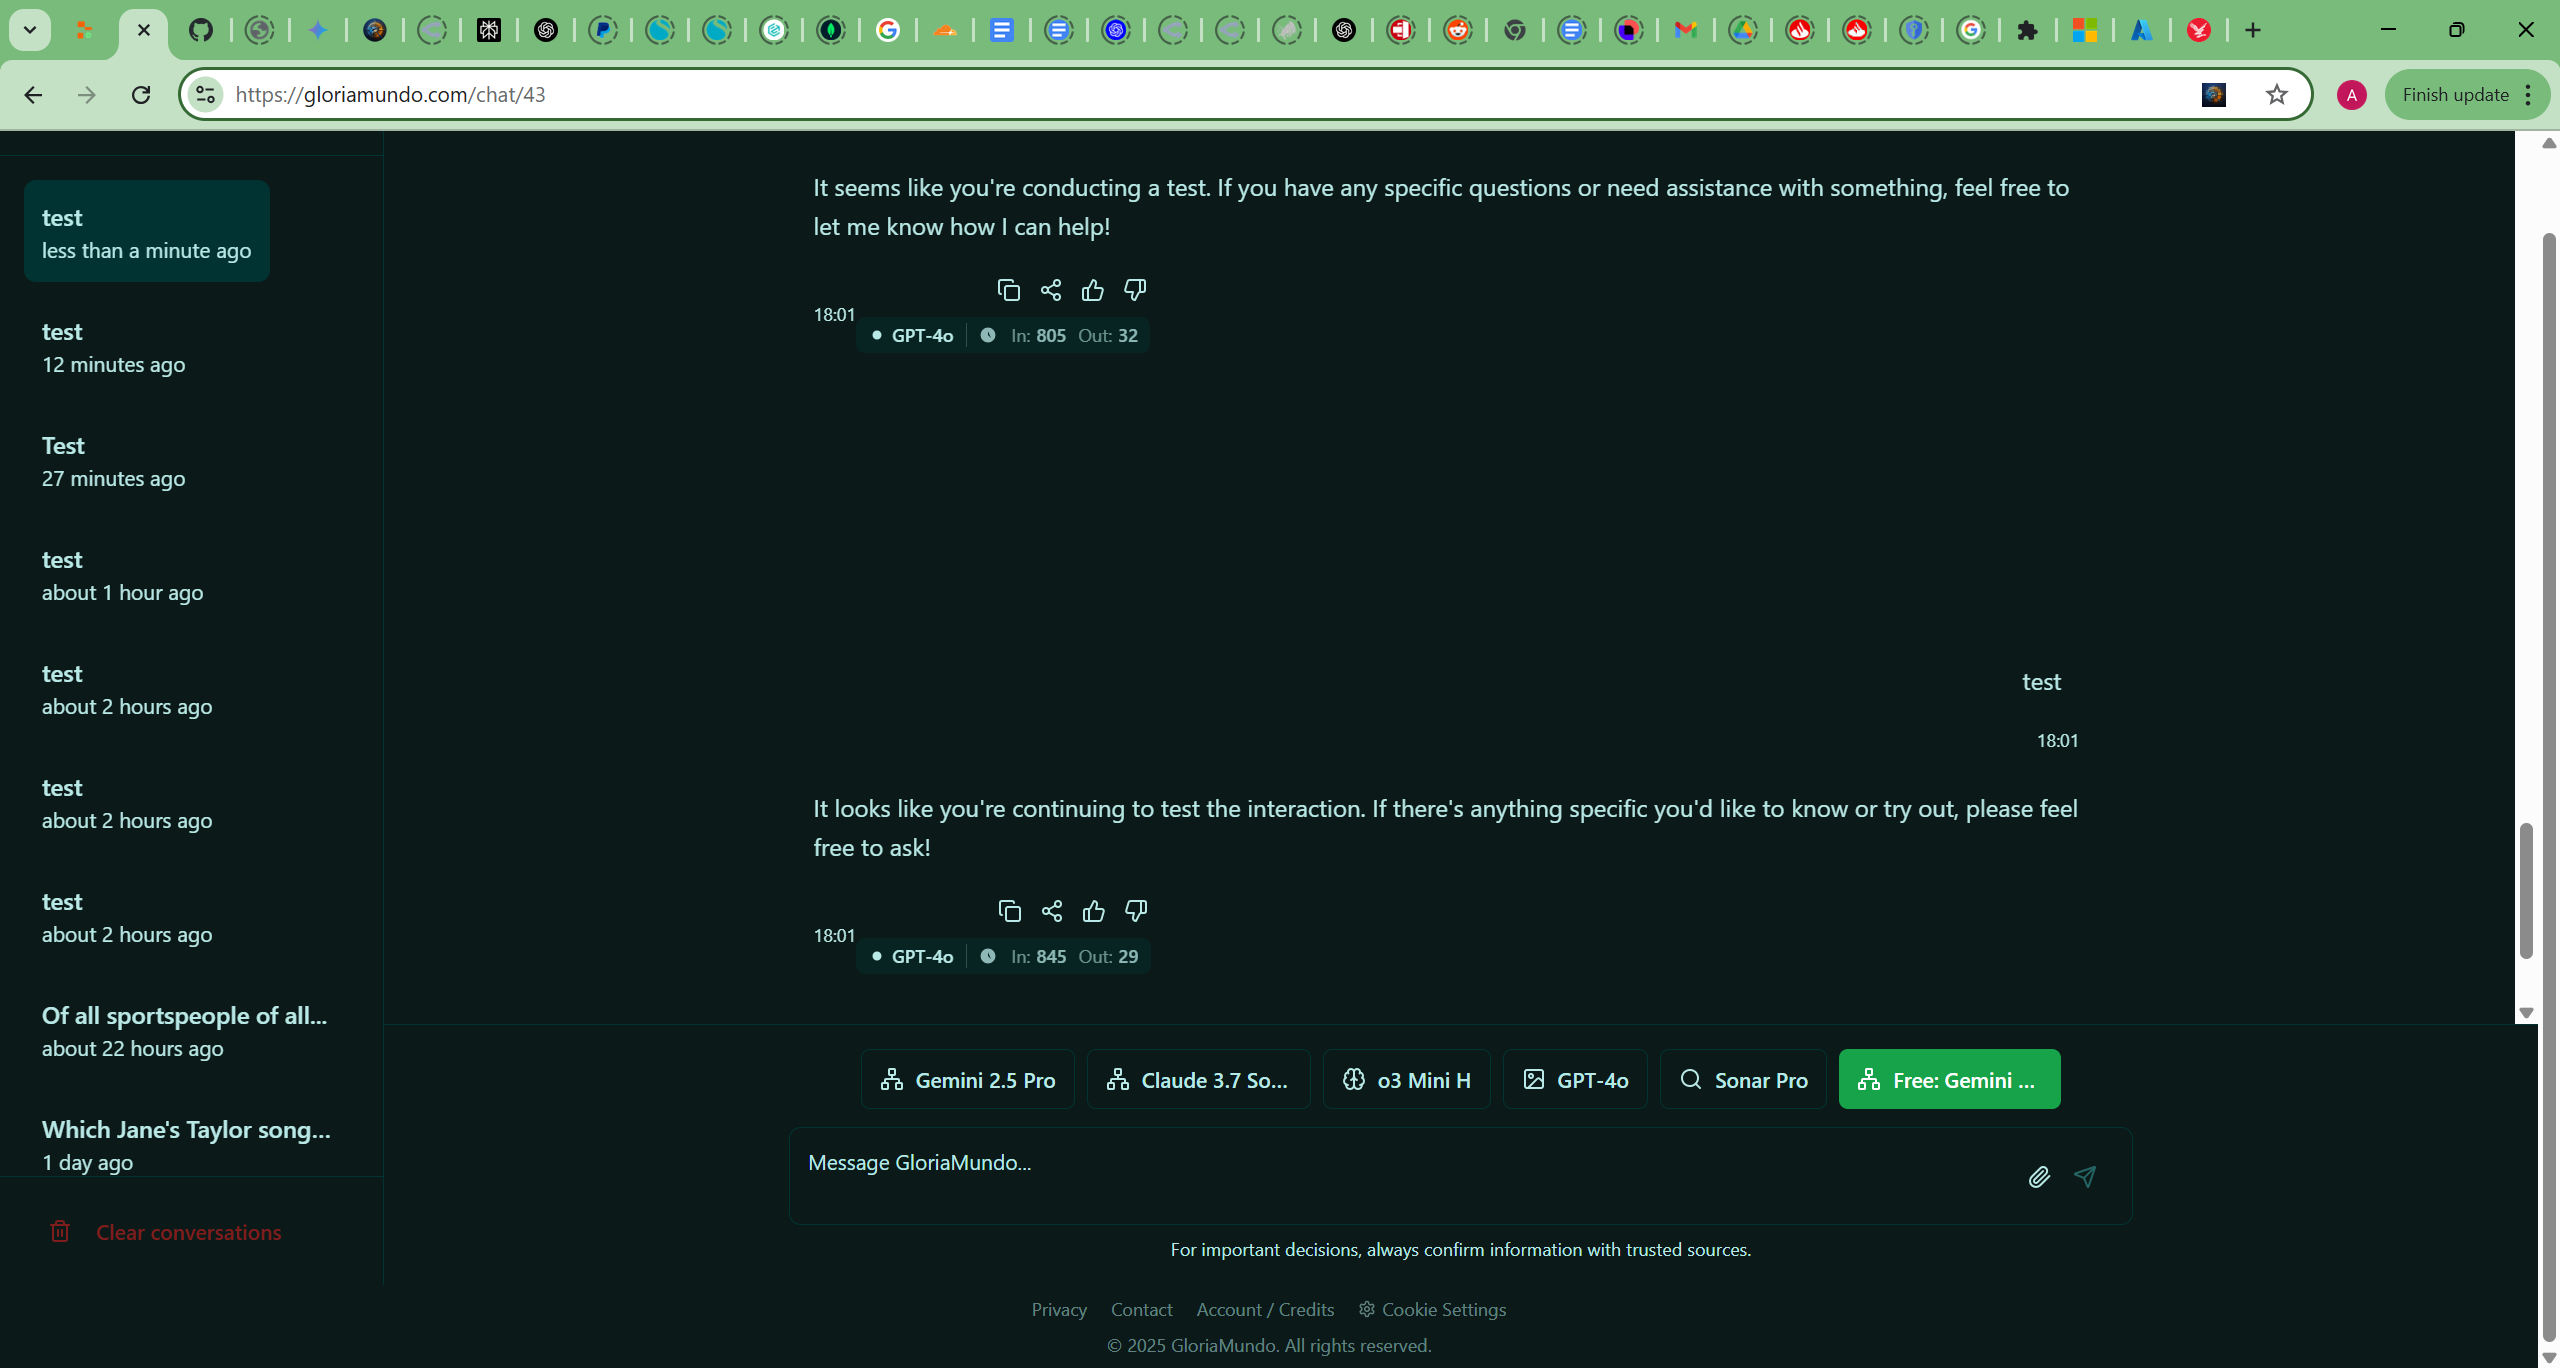 https://gloriamundo.com/chat/43
A
Finish update
test
less than a minute ago
test
12 minutes ago
Test
27 minutes ago
test
about 1 hour ago
test
about 2 hours ago
test
about 2 hours ago
test
about 2 hours ago
Of all sportspeople of all...
about 22 hours ago
Which Jane's Taylor song...
1 day ago
Clear conversations
It seems like you're conducting a test. If you have any specific questions or need assistance with something, feel free to
let me know how I can help!
18:01
GPT-4o In: 805 Out: 32
test
18:01
It looks like you're continuing to test the interaction. If there's anything specific you'd like to know or try out, please feel
free to ask!
18:01
GPT-4o In: 845 Out: 29
Gemini 2.5 Pro Claude 3.7 So... o3 Mini H GPT-4o Sonar Pro Free: Gemini ...
Message GloriaMundo...
For important decisions, always confirm information with trusted sources.
Privacy Contact Account / Credits Cookie Settings
© 2025 GloriaMundo. All rights reserved.